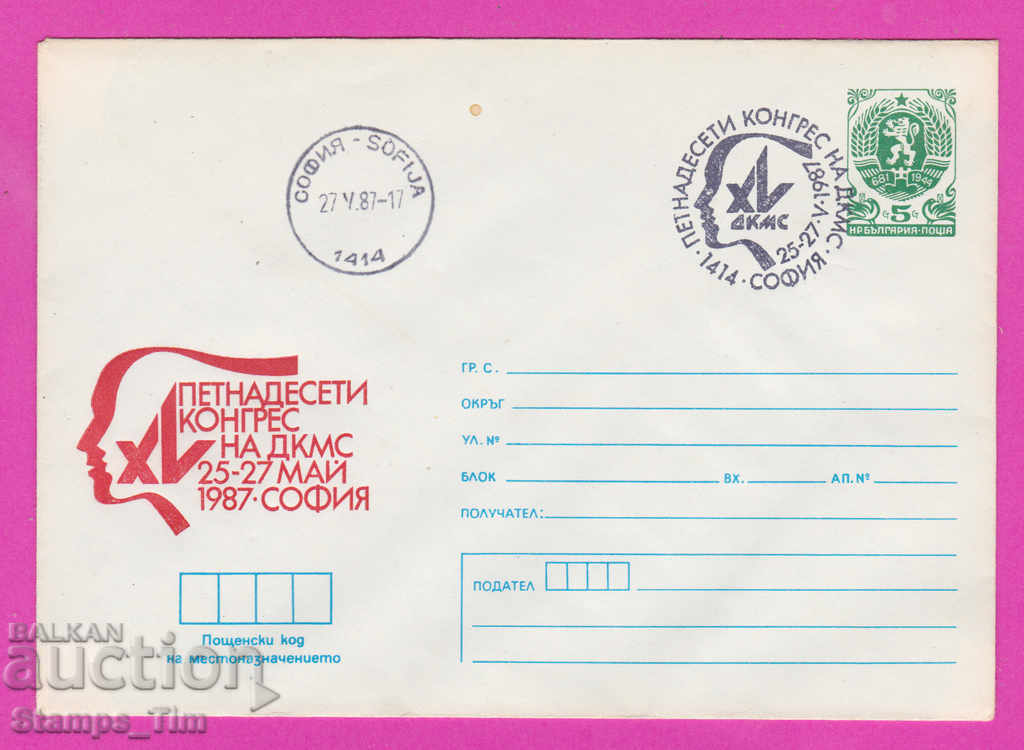 СОФИЯ - SOFIJA
27 V.87-17
1414
ПЕТНАДЕСЕТИ КОНГРЕС НА ДКМС
XV
ДКМС
1414 · СОФИЯ · 25-27·V·1987
681 1944
5
НР БЪЛГАРИЯ·ПОЩА
XV
ПЕТНАДЕСЕТИ
КОНГРЕС
НА ДКМС
25-27 МАЙ
1987·СОФИЯ
ГР. С.
ОКРЪГ
УЛ. №
БЛОК ВХ. АП. №
ПОЛУЧАТЕЛ:
ПОДАТЕЛ
Пощенски код
на местоназначението
BALKAN
auction
Stamps_Tim